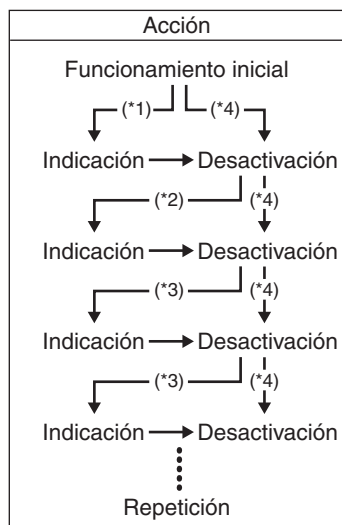 Acción
Funcionamiento inicial
(*1) (*4)
Indicación Desactivación
(*2) (*4)
Indicación Desactivación
(*3) (*4)
Indicación Desactivación
(*3) (*4)
Indicación Desactivación
Repetición